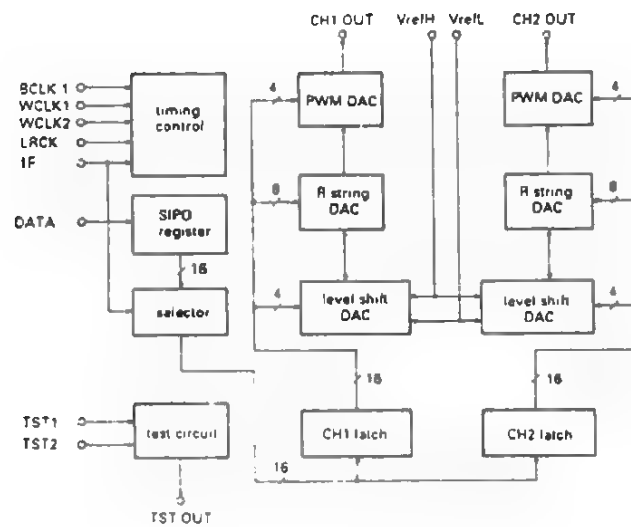 CH1 OUT VrefH VrefL CH2 OUT
BCLK 1
WCLK1
WCLK2
LRCK
1F
timing
control
4
PWM DAC
PWM DAC
4
DATA
SIPO
register
8
R string
DAC
R string
DAC
8
16
selector
4
level shift
DAC
level shift
DAC
4
16
16
TST1
TST2
test circuit
CH1 latch
CH2 latch
16
TST OUT